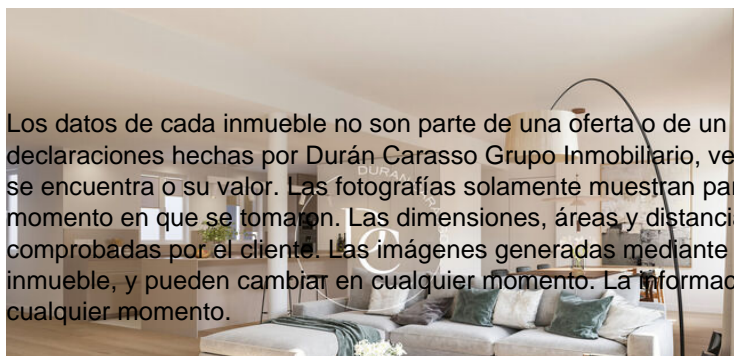 Los datos de cada inmueble no son parte de una oferta o de un
declaraciones hechas por Durán Carasso Grupo Inmobiliario, ve
se encuentra o su valor. Las fotografías solamente muestran par
momento en que se tomaron. Las dimensiones, áreas y distancia
comprobadas por el cliente. Las imágenes generadas mediante
inmueble, y pueden cambiar en cualquier momento. La informac
cualquier momento.